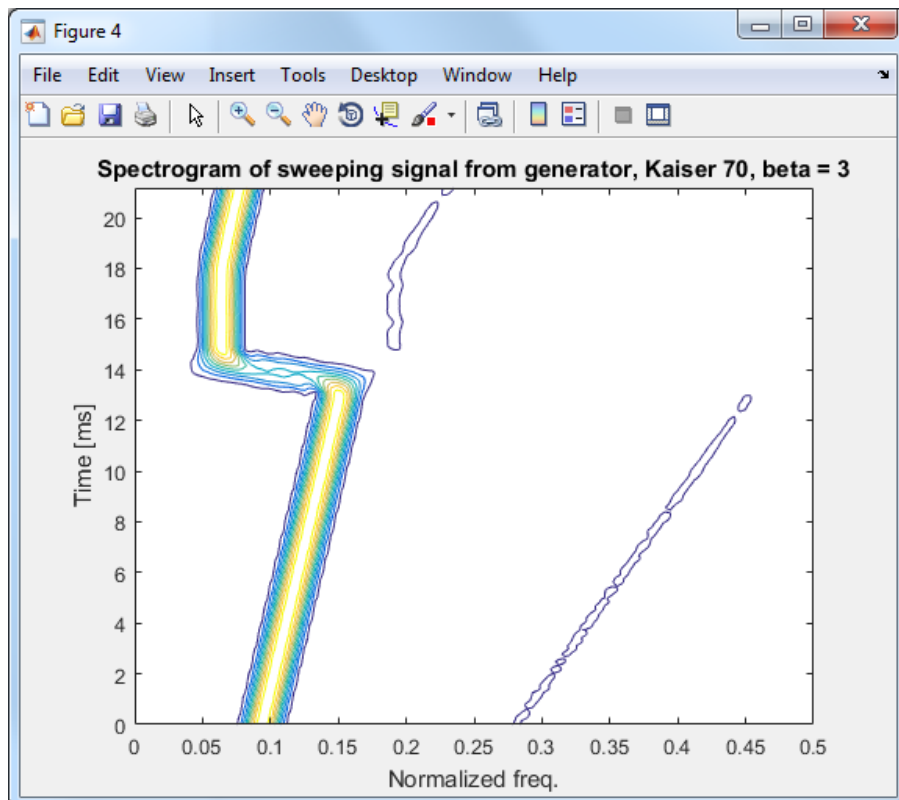 Figure 4
File Edit View Insert Tools Desktop Window Help
Spectrogram of sweeping signal from generator, Kaiser 70, beta = 3
20
18
16
14
12
10
8
6
4
2
0
Time [ms]
0 0.05 0.1 0.15 0.2 0.25 0.3 0.35 0.4 0.45 0.5
Normalized freq.